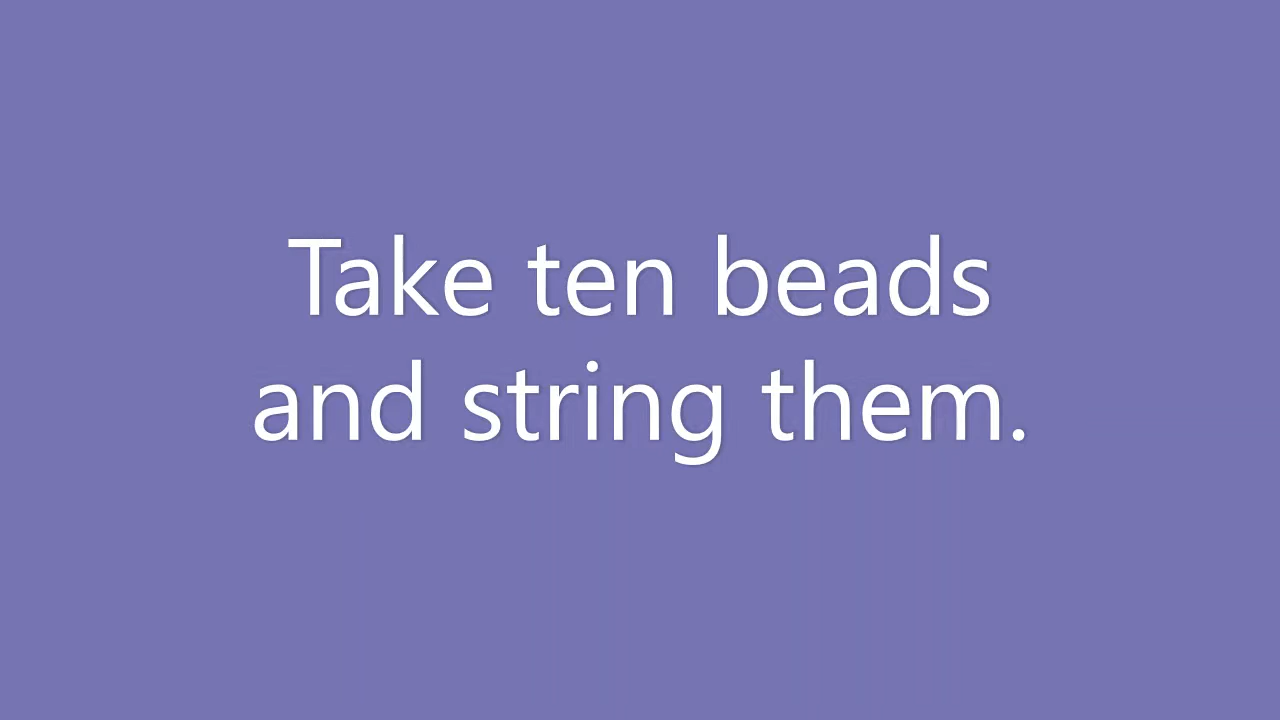 Take ten beads
and string them.